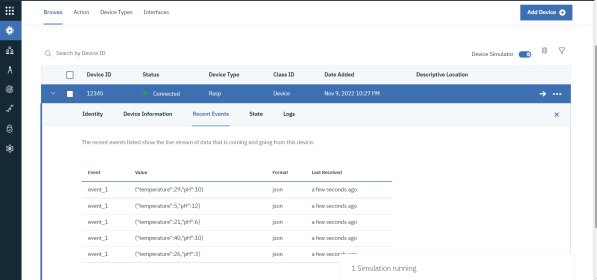 Browse Action Device Types Interfaces Add Device
Search by Device ID Device Simulator
Device ID Status Device Type Class ID Date Added Descriptive Location
12345 Connected Rasp Device Nov 9, 2022 10:27 PM
Identity Device Information Recent Events State Logs
The recent events listed show the live stream of data that is coming and going from this device.
Event Value Format Last Received
event_1 {"temperature":29,"pH":10} json a few seconds ago
event_1 {"temperature":5,"pH":12} json a few seconds ago
event_1 {"temperature":21,"pH":6} json a few seconds ago
event_1 {"temperature":40,"pH":10} json a few seconds ago
event_1 {"temperature":26,"pH":3} json a few seconds ago
1 Simulation running